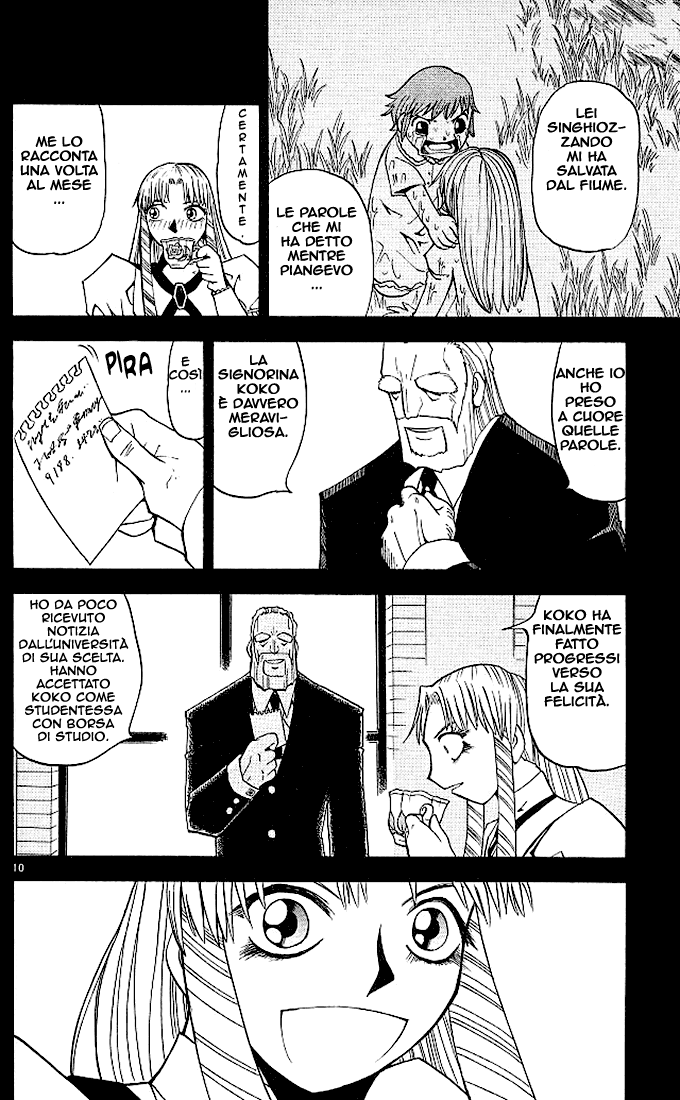 LEI
SINGHIOZ-
ZANDO
MI HA
SALVATA
DAL FIUME.
LE PAROLE
CHE MI
HA DETTO
MENTRE
PIANGEVO
...
CERTAMENTE.
ME LO
RACCONTA
UNA VOLTA
AL MESE
...
ANCHE IO
HO
PRESO
A CUORE
QUELLE
PAROLE.
LA
SIGNORINA
KOKO
È DAVVERO
MERAVI-
GLIOSA.
E
COSÌ
...
PIRA
KOKO HA
FINALMENTE
FATTO
PROGRESSI
VERSO
LA SUA
FELICITÀ.
HO DA POCO
RICEVUTO
NOTIZIA
DALL'UNIVERSITÀ
DI SUA SCELTA.
HANNO
ACCETTATO
KOKO COME
STUDENTESSA
CON BORSA
DI STUDIO.
10